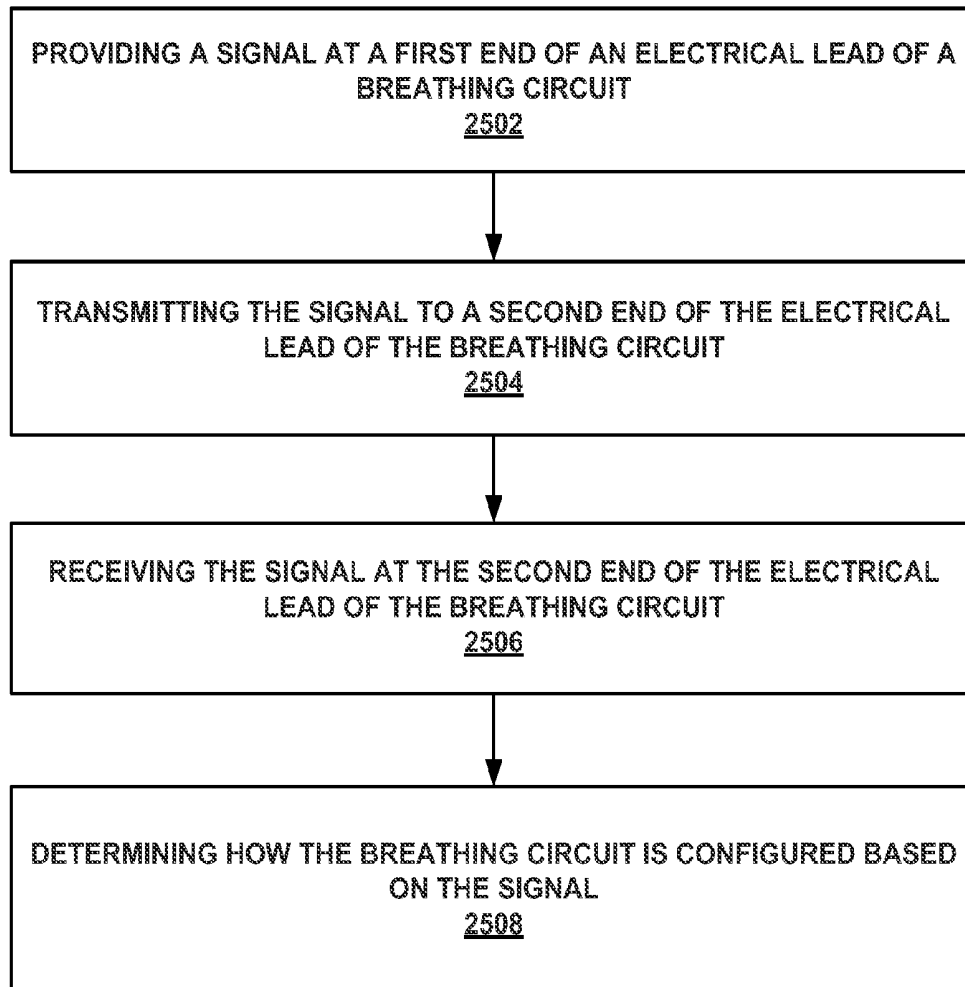 PROVIDING A SIGNAL AT A FIRST END OF AN ELECTRICAL LEAD OF A
BREATHING CIRCUIT
2502
TRANSMITTING THE SIGNAL TO A SECOND END OF THE ELECTRICAL
LEAD OF THE BREATHING CIRCUIT
2504
RECEIVING THE SIGNAL AT THE SECOND END OF THE ELECTRICAL
LEAD OF THE BREATHING CIRCUIT
2506
DETERMINING HOW THE BREATHING CIRCUIT IS CONFIGURED BASED
ON THE SIGNAL
2508